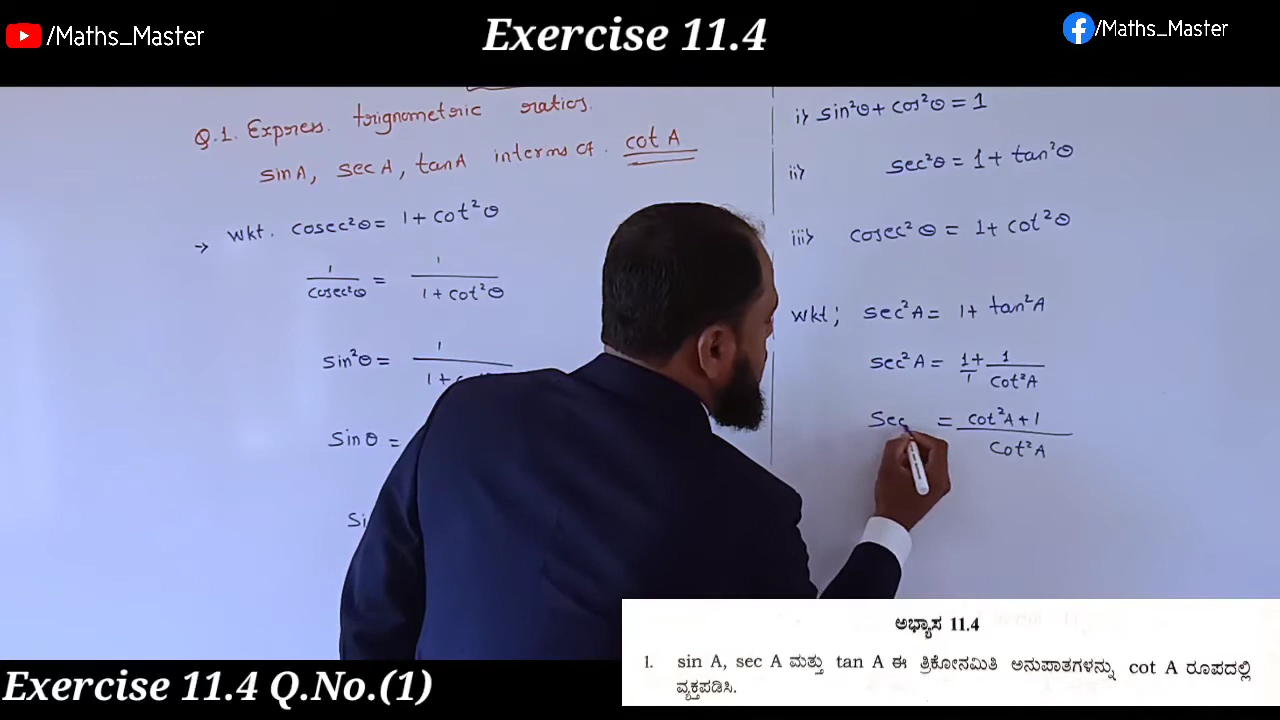 /Maths_Master
Exercise 11.4
/Maths_Master
Q.1. Express. trignometric ratios.
sin A, sec A, tan A interms of. cot A
→ Wkt. cosec²θ = 1 + cot²θ
1/cosec²θ = 1/1 + cot²θ
sin²θ = 1/1 +
sin θ =
i) sin²θ + cos²θ = 1
ii) sec²θ = 1 + tan²θ
iii) cosec²θ = 1 + cot²θ
Wkt; sec²A = 1 + tan²A
sec²A = 1/1 + 1/cot²A
Sec = cot²A + 1/cot²A
ಅಭ್ಯಾಸ 11.4
1. sin A, sec A ಮತ್ತು tan A ಈ ತ್ರಿಕೋನಮಿತಿ ಅನುಪಾತಗಳನ್ನು cot A ರೂಪದಲ್ಲಿ
ವ್ಯಕ್ತಪಡಿಸಿ.
Exercise 11.4 Q.No.(1)